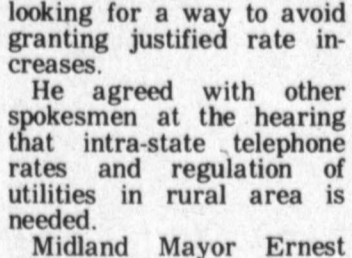 looking for a way to avoid
granting justified rate in-
creases.
He agreed with other
spokesmen at the hearing
that intra-state telephone
rates and regulation of
utilities in rural area is
needed.
Midland Mayor Ernest